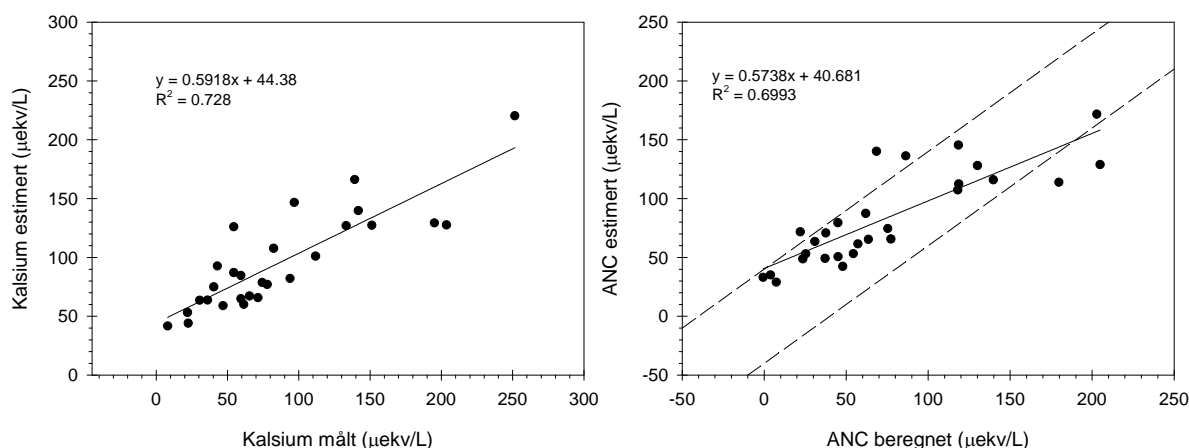 300
250
200
150
100
50
0
Kalsium estimert (µekv/L)
y = 0.5918x + 44.38
R² = 0.728
0 50 100 150 200 250 300
Kalsium målt (µekv/L)
250
200
150
100
50
0
-50
ANC estimert (µekv/L)
y = 0.5738x + 40.681
R² = 0.6993
-50 0 50 100 150 200 250
ANC beregnet (µekv/L)